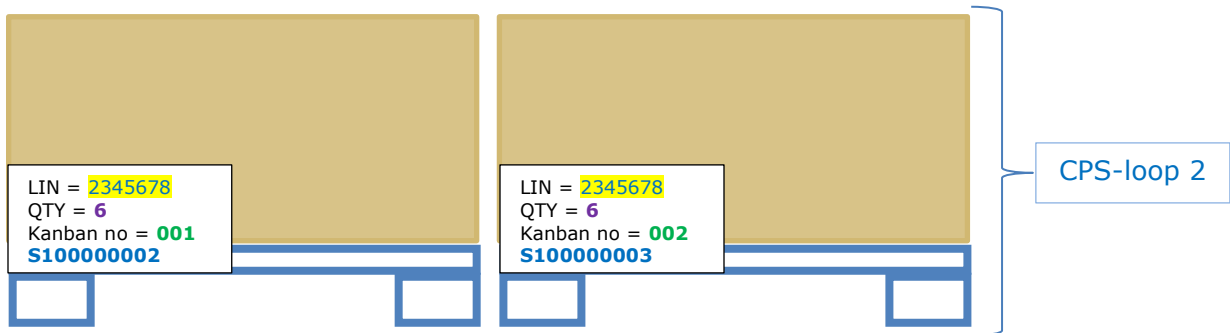 LIN = 2345678
QTY = 6
Kanban no = 001
S100000002
LIN = 2345678
QTY = 6
Kanban no = 002
S100000003
CPS-loop 2